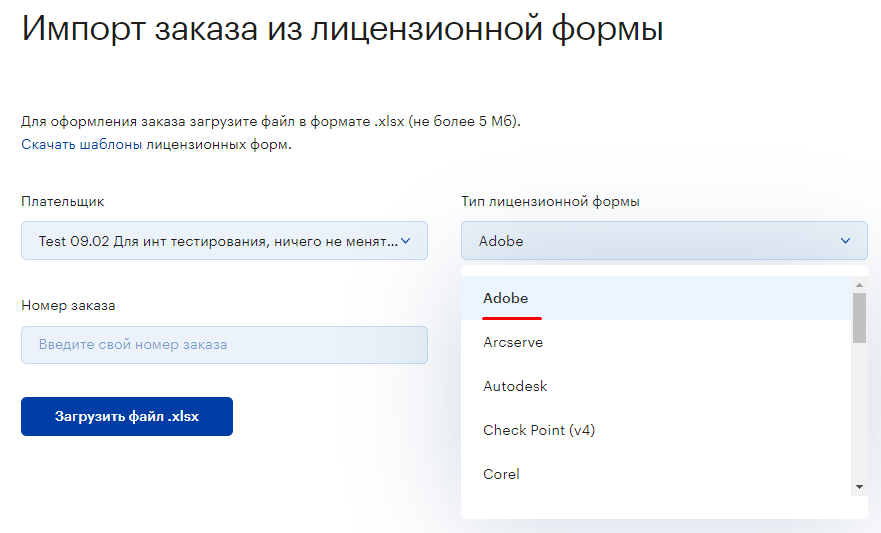 Импорт заказа из лицензионной формы
Для оформления заказа загрузите файл в формате .xlsx (не более 5 Мб).
Скачать шаблоны лицензионных форм.
Плательщик
Тип лицензионной формы
Test 09.02 Для инт тестирования, ничего не менят...
Adobe
Adobe
Номер заказа
Введите свой номер заказа
Arcserve
Autodesk
Загрузить файл .xlsx
Check Point (v4)
Corel